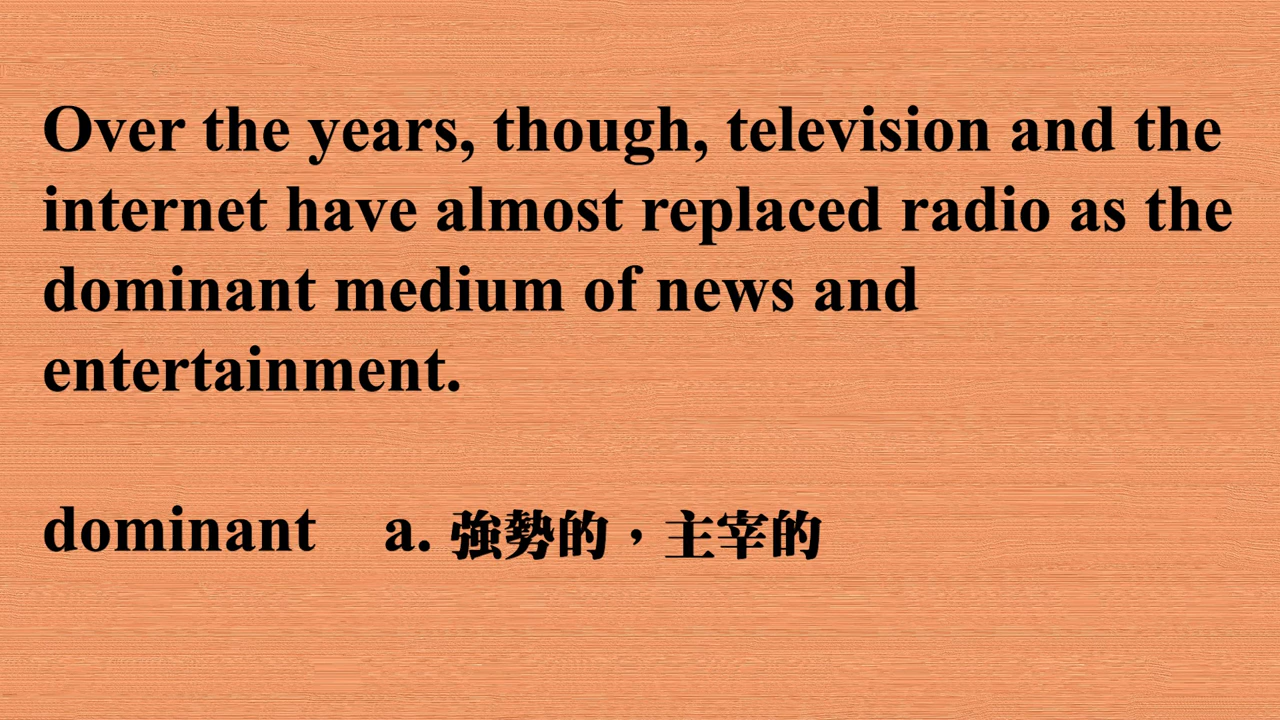 Over the years, though, television and the
internet have almost replaced radio as the
dominant medium of news and
entertainment.
dominant a. 強勢的，主宰的